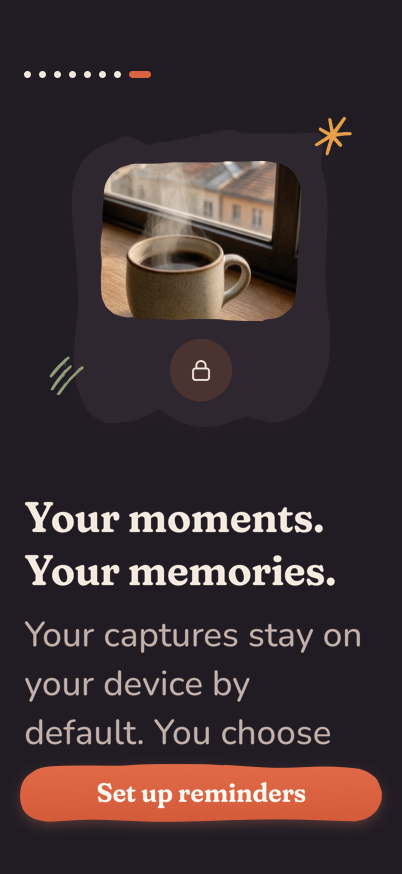 Your moments.
Your memories.
Your captures stay on
your device by
default. You choose
Set up reminders